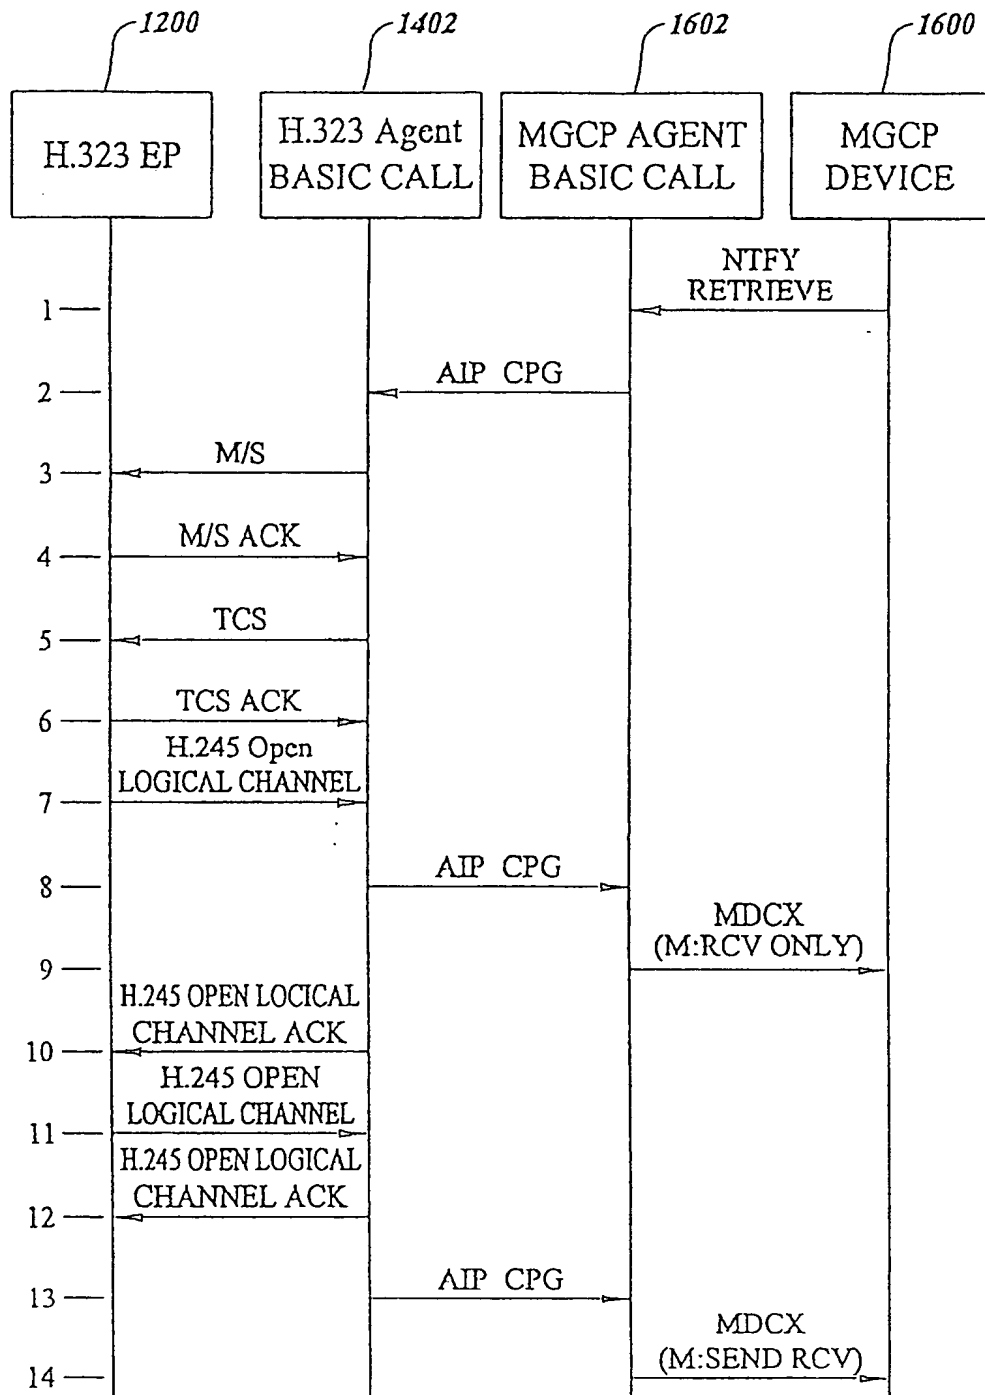 1200
1402
1602
1600
H.323 EP
H.323 Agent
BASIC CALL
MGCP AGENT
BASIC CALL
MGCP
DEVICE
NTFY
RETRIEVE
1
AIP CPG
2
M/S
3
M/S ACK
4
TCS
5
TCS ACK
6
H.245 Open
LOGICAL CHANNEL
7
AIP CPG
8
MDCX
(M:RCV ONLY)
9
H.245 OPEN LOCICAL
CHANNEL ACK
10
H.245 OPEN
LOGICAL CHANNEL
11
H.245 OPEN LOGICAL
CHANNEL ACK
12
AIP CPG
13
MDCX
(M:SEND RCV)
14